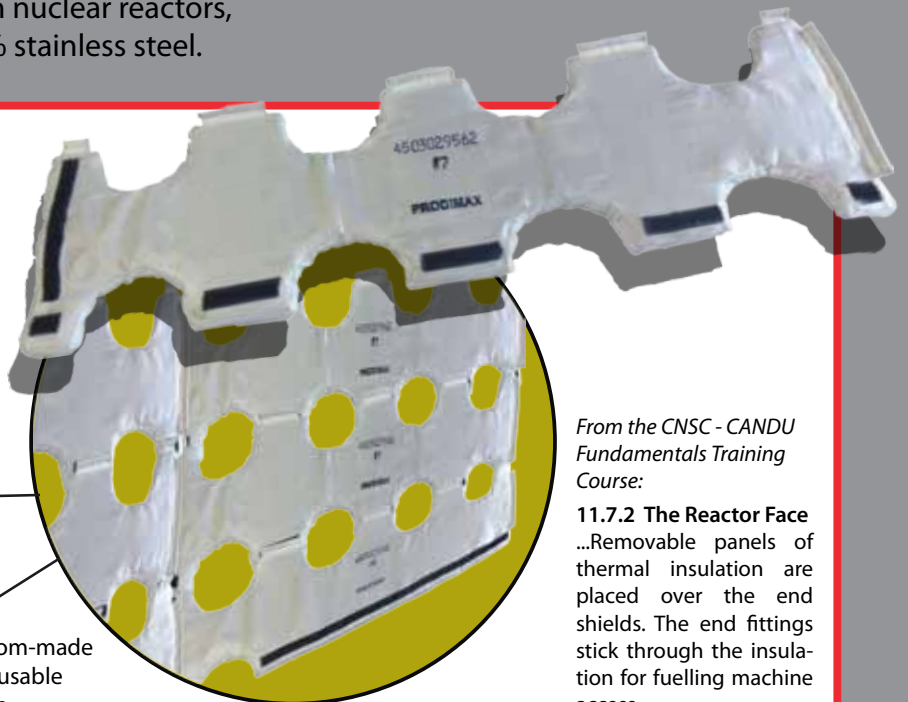 n nuclear reactors,
% stainless steel.
4503029562
PRODIMAX
From the CNSC - CANDU
Fundamentals Training
Course:
11.7.2 The Reactor Face
...Removable panels of
thermal insulation are
placed over the end
shields. The end fittings
stick through the insula-
tion for fuelling machine
om-made
usable